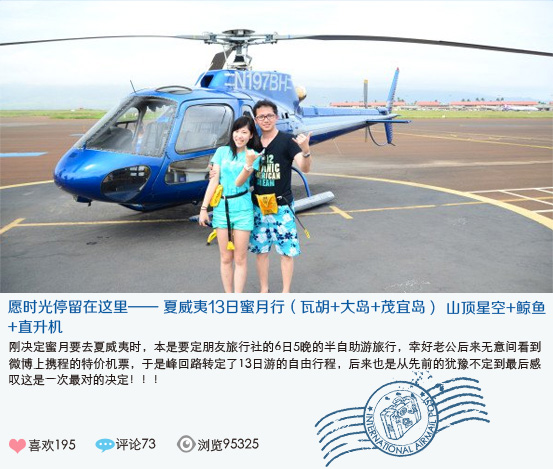 N197BH
愿时光停留在这里—— 夏威夷13日蜜月行（瓦胡+大岛+茂宜岛） 山顶星空+鲸鱼
+直升机
刚决定蜜月要去夏威夷时，本是要定朋友旅行社的6日5晚的半自助游旅行，幸好老公后来无意间看到
微博上携程的特价机票，于是峰回路转定了13日游的自由行程，后来也是从先前的犹豫不定到最后感
叹这是一次最对的决定！！！
POST
INTERNATIONAL AIRMAIL
喜欢195 评论73 浏览95325